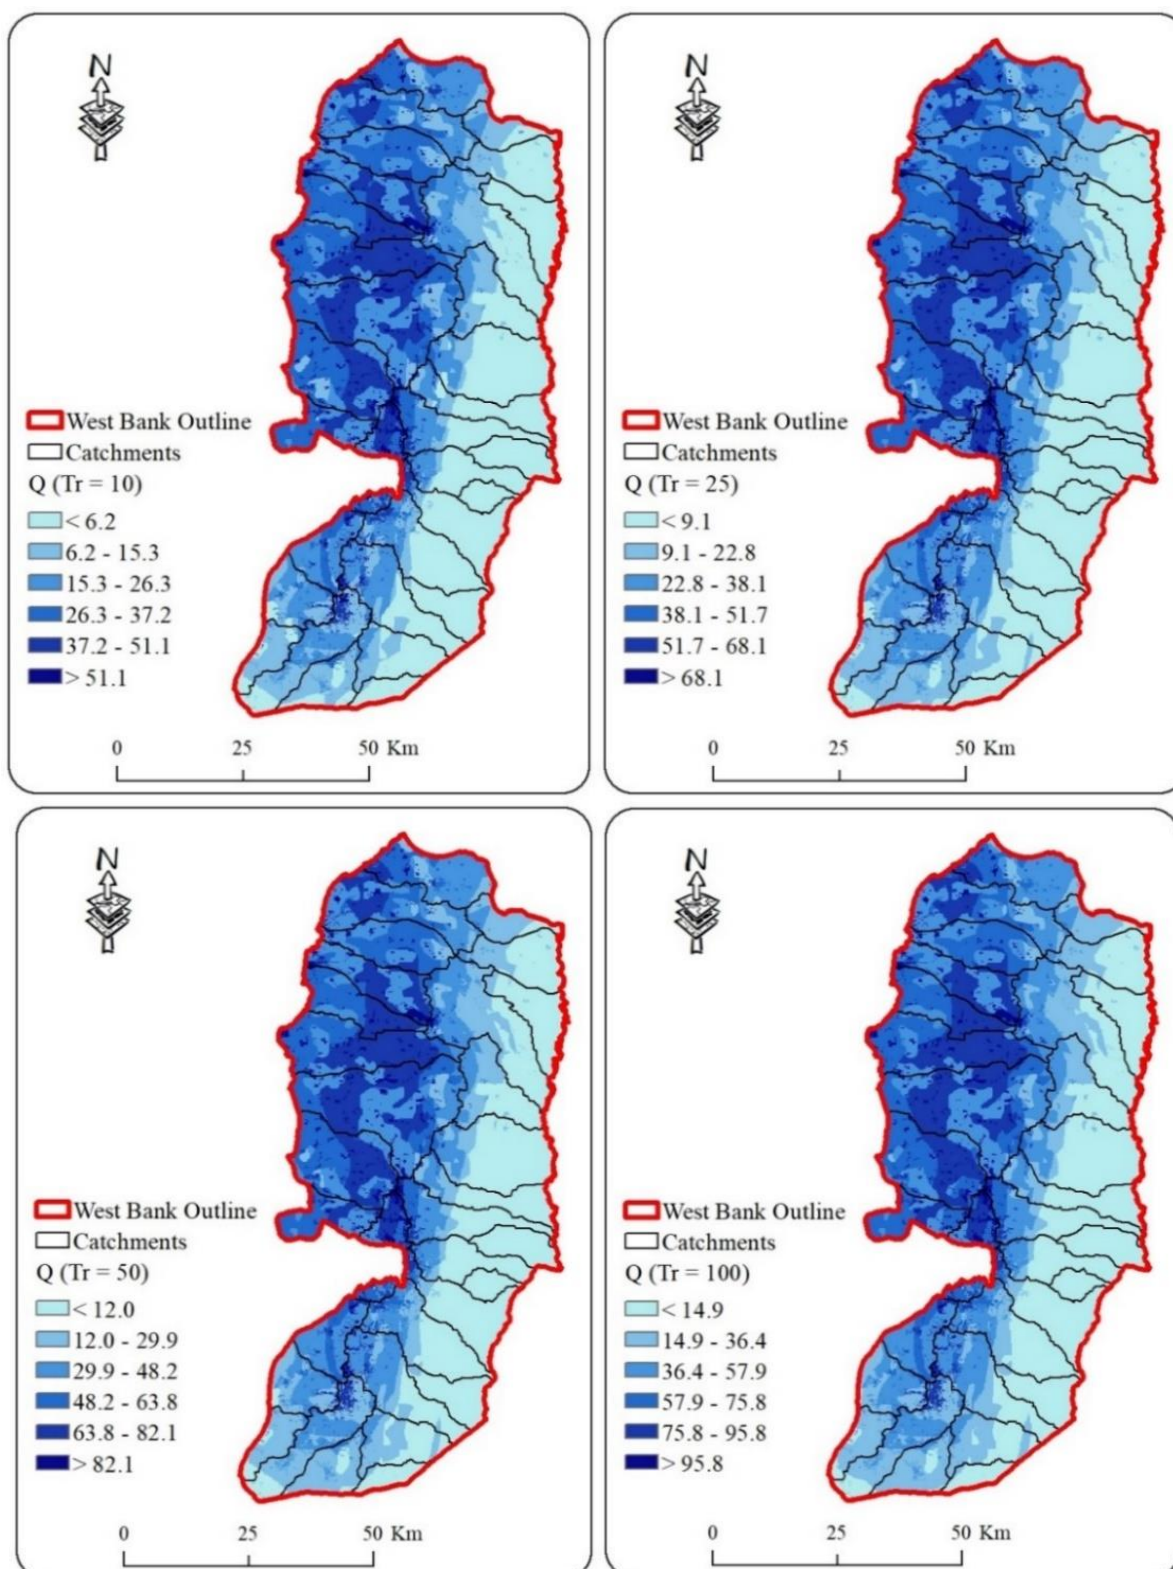 N
West Bank Outline
Catchments
Q (Tr = 10)
< 6.2
6.2 - 15.3
15.3 - 26.3
26.3 - 37.2
37.2 - 51.1
> 51.1
0 25 50 Km
N
West Bank Outline
Catchments
Q (Tr = 25)
< 9.1
9.1 - 22.8
22.8 - 38.1
38.1 - 51.7
51.7 - 68.1
> 68.1
0 25 50 Km
N
West Bank Outline
Catchments
Q (Tr = 50)
< 12.0
12.0 - 29.9
29.9 - 48.2
48.2 - 63.8
63.8 - 82.1
> 82.1
0 25 50 Km
N
West Bank Outline
Catchments
Q (Tr = 100)
< 14.9
14.9 - 36.4
36.4 - 57.9
57.9 - 75.8
75.8 - 95.8
> 95.8
0 25 50 Km